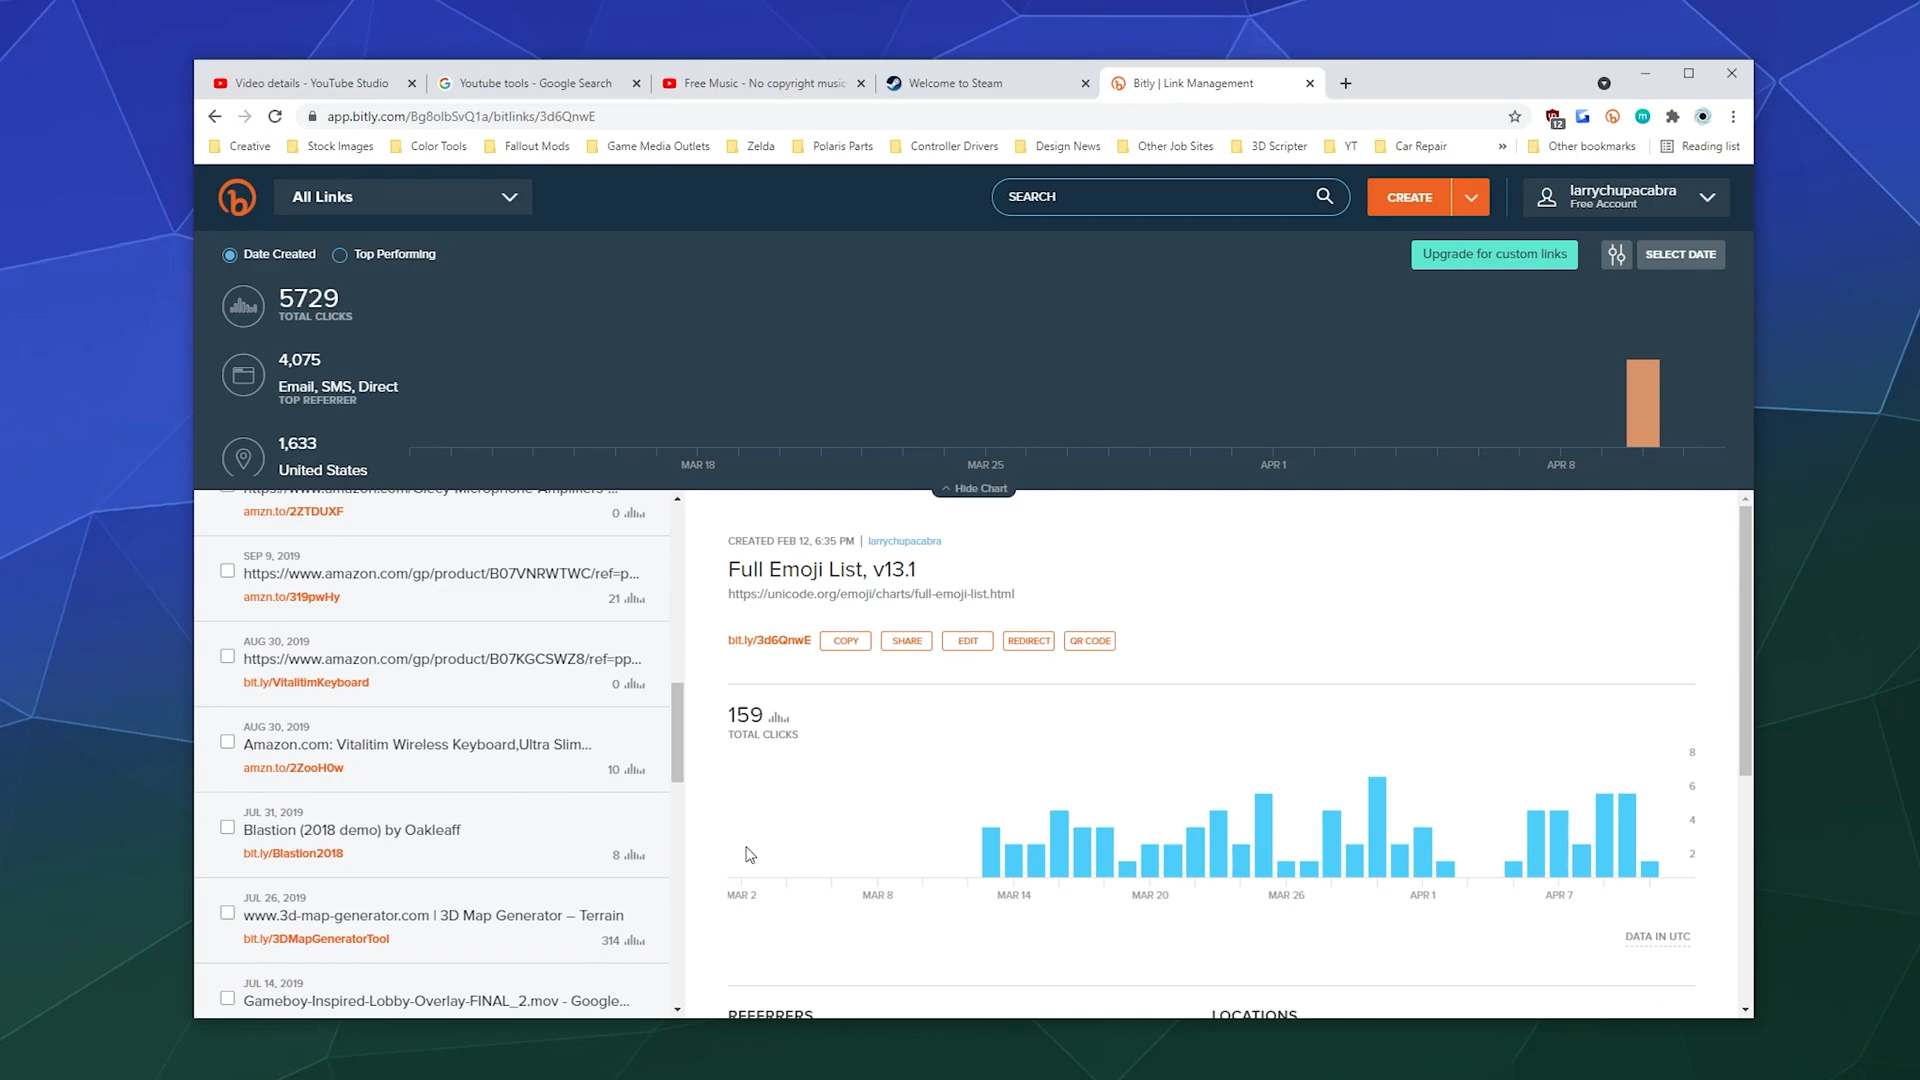 Video details - YouTube Studio
Youtube tools - Google Search
Free Music - No copyright music
Welcome to Steam
Bitly | Link Management
app.bitly.com/Bg8olbSvQ1a/bitlinks/3d6QnwE
12
Creative
Stock Images
Color Tools
Fallout Mods
Game Media Outlets
Zelda
Polaris Parts
Controller Drivers
Design News
Other Job Sites
3D Scripter
YT
Car Repair
»
Other bookmarks
Reading list
All Links
SEARCH
CREATE
larrychupacabra
Free Account
Date Created
Top Performing
Upgrade for custom links
SELECT DATE
5729
TOTAL CLICKS
4,075
Email, SMS, Direct
TOP REFERRER
1,633
United States
MAR 18
MAR 25
APR 1
APR 8
Hide Chart
amzn.to/2ZTDUXF
0
SEP 9, 2019
https://www.amazon.com/gp/product/B07VNRWTWC/ref=p...
amzn.to/319pwHy
21
AUG 30, 2019
https://www.amazon.com/gp/product/B07KGCSWZ8/ref=pp...
bit.ly/VitalitimKeyboard
0
AUG 30, 2019
Amazon.com: Vitalitim Wireless Keyboard,Ultra Slim...
amzn.to/2ZooH0w
10
JUL 31, 2019
Blastion (2018 demo) by Oakleaff
bit.ly/Blastion2018
8
JUL 26, 2019
www.3d-map-generator.com | 3D Map Generator – Terrain
bit.ly/3DMapGeneratorTool
314
JUL 14, 2019
Gameboy-Inspired-Lobby-Overlay-FINAL_2.mov - Google...
CREATED FEB 12, 6:35 PM | larrychupacabra
Full Emoji List, v13.1
https://unicode.org/emoji/charts/full-emoji-list.html
bit.ly/3d6QnwE
COPY
SHARE
EDIT
REDIRECT
QR CODE
159
TOTAL CLICKS
8
6
4
2
MAR 2
MAR 8
MAR 14
MAR 20
MAR 26
APR 1
APR 7
DATA IN UTC
REFERRERS
LOCATIONS